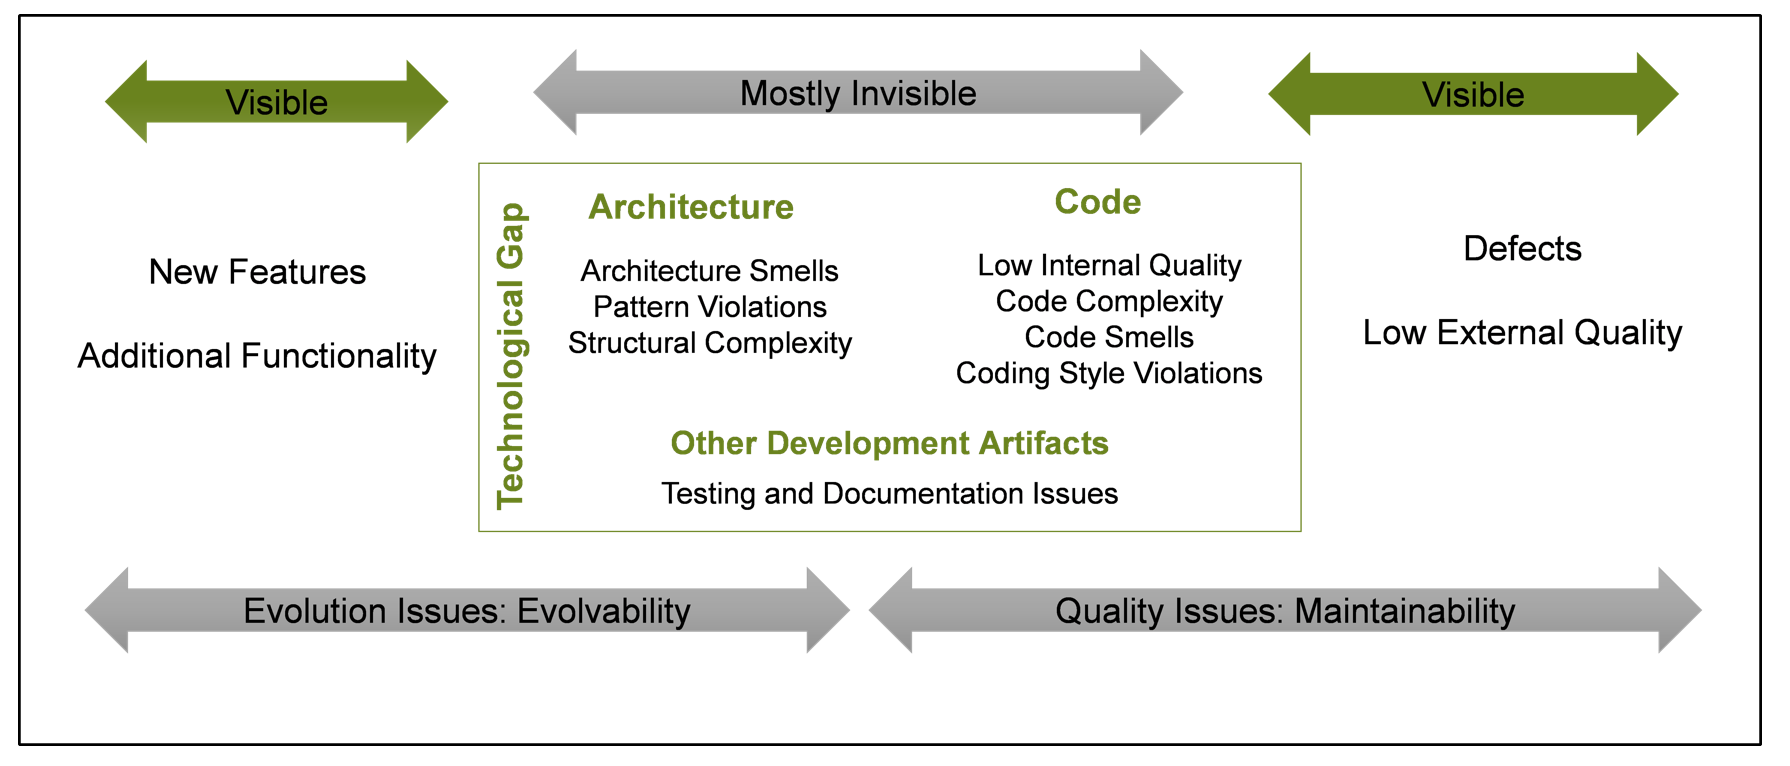 Visible
Mostly Invisible
Visible
New Features
Additional Functionality
Technological Gap
Architecture
Architecture Smells
Pattern Violations
Structural Complexity
Code
Low Internal Quality
Code Complexity
Code Smells
Coding Style Violations
Other Development Artifacts
Testing and Documentation Issues
Defects
Low External Quality
Evolution Issues: Evolvability
Quality Issues: Maintainability